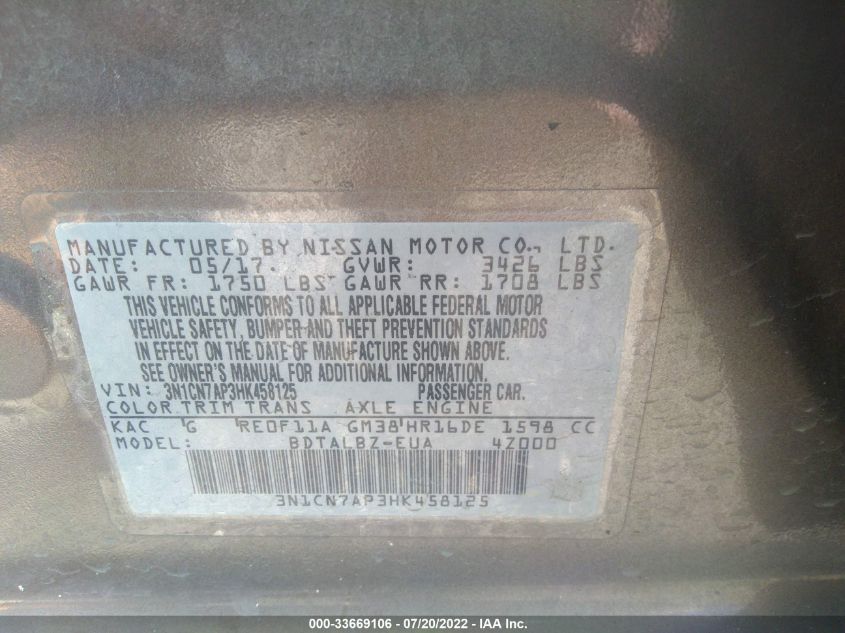 MANUFACTURED BY NISSAN MOTOR CO., LTD.
DATE: 05/17. GVWR: 3426 LBS
GAWR FR: 1750 LBS GAWR RR: 1708 LBS
THIS VEHICLE CONFORMS TO ALL APPLICABLE FEDERAL MOTOR
VEHICLE SAFETY, BUMPER AND THEFT PREVENTION STANDARDS
IN EFFECT ON THE DATE OF MANUFACTURE SHOWN ABOVE.
SEE OWNER'S MANUAL FOR ADDITIONAL INFORMATION.
VIN: 3N1CN7AP3HK458125 PASSENGER CAR.
COLOR TRIM TRANS AXLE ENGINE
KAC G RE0F11A GM38 HR16DE 1598 CC
MODEL: BDTALBZ-EUA 4Z000
3N1CN7AP3HK458125
000-33669106 - 07/20/2022 - IAA Inc.